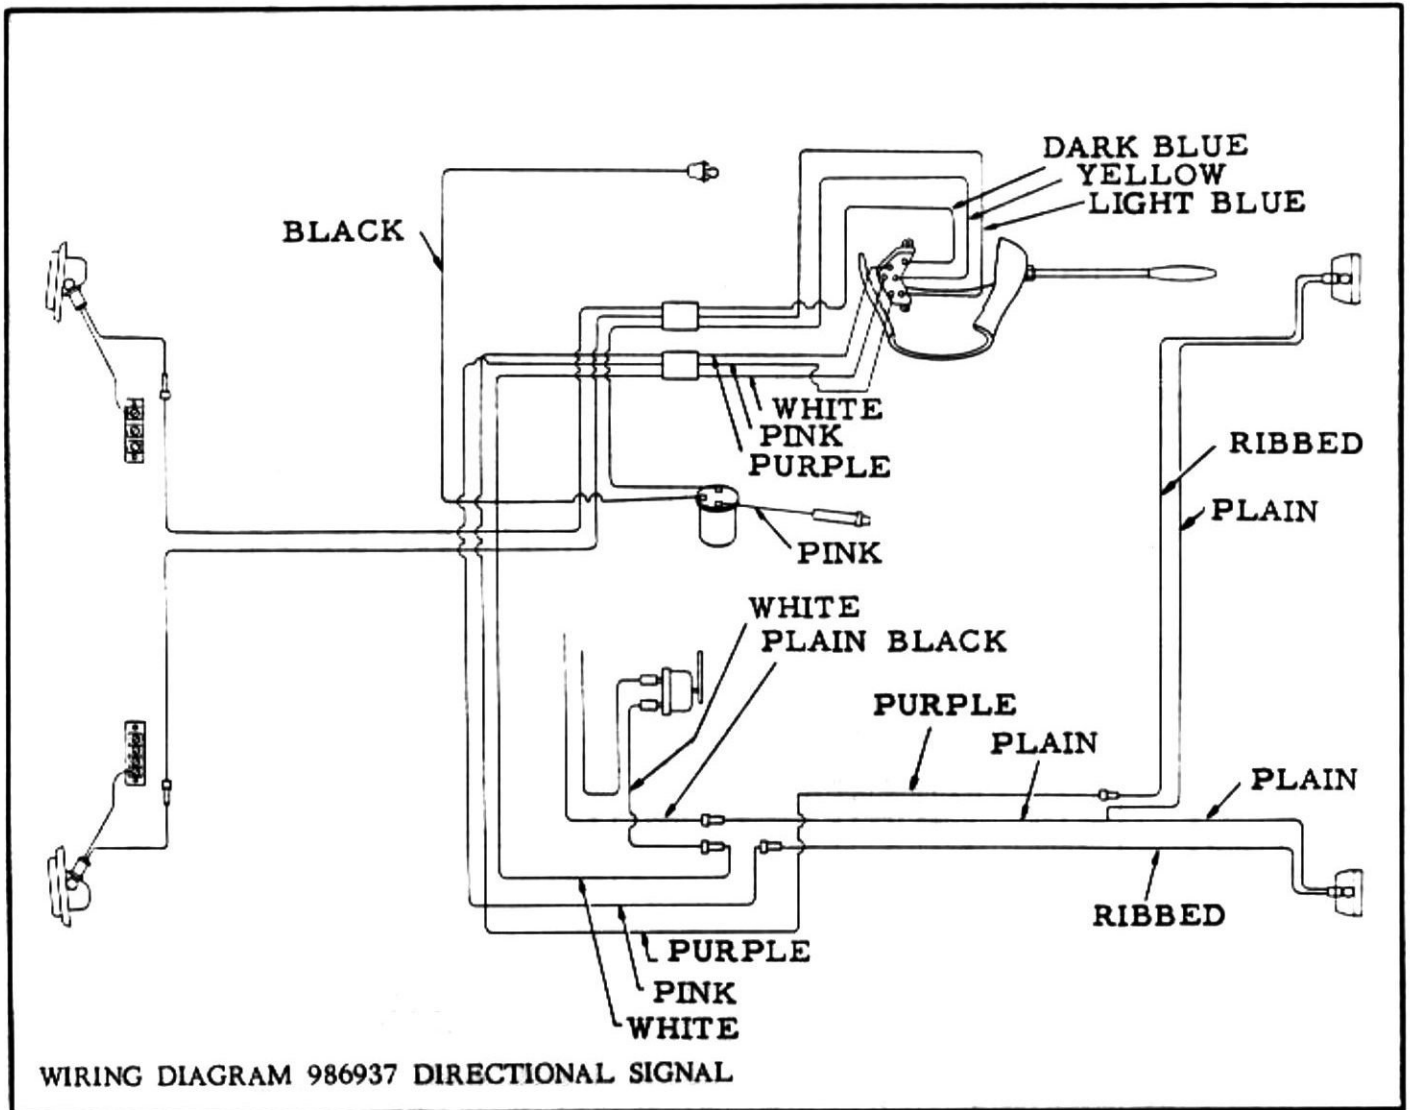 DARK BLUE
YELLOW
LIGHT BLUE
BLACK
WHITE
PINK
PURPLE
RIBBED
PLAIN
PINK
WHITE
PLAIN BLACK
PURPLE
PLAIN
PLAIN
RIBBED
PURPLE
PINK
WHITE
WIRING DIAGRAM 986937 DIRECTIONAL SIGNAL